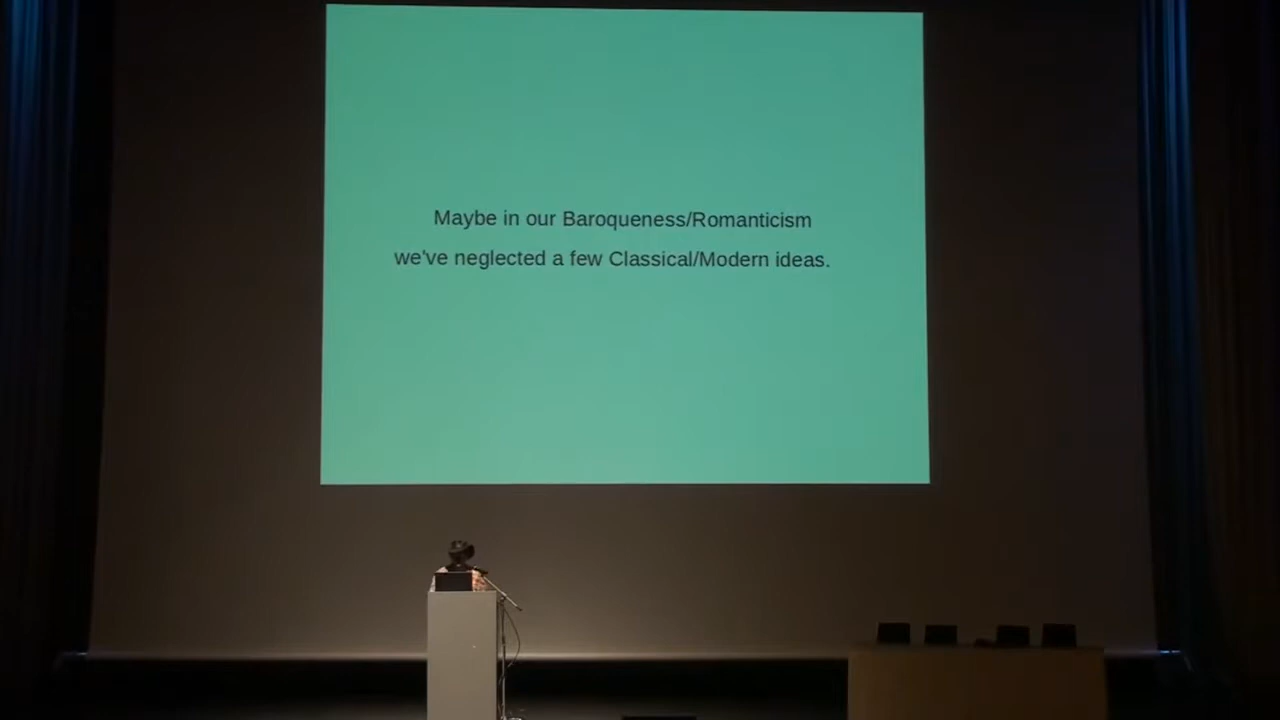 Maybe in our Baroqueness/Romanticism
we've neglected a few Classical/Modern ideas.